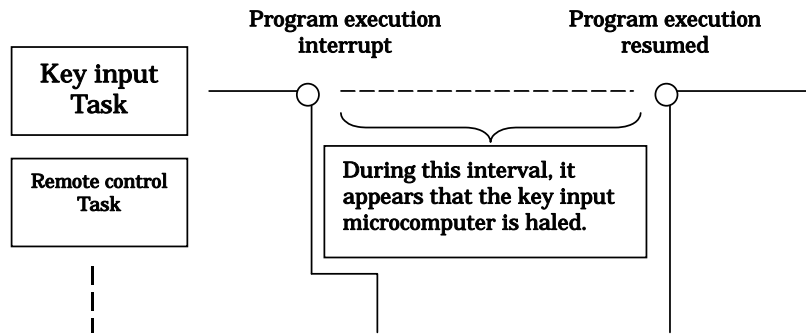 Program execution
interrupt
Program execution
resumed
Key input
Task
Remote control
Task
During this interval, it
appears that the key input
microcomputer is haled.